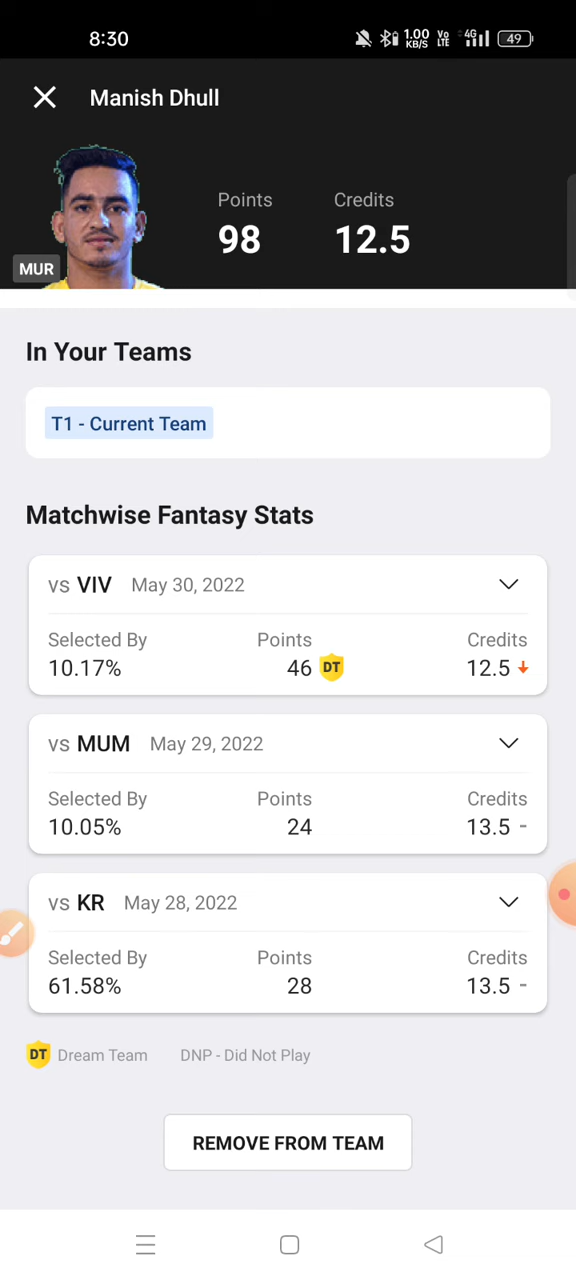 8:30
1.00 KB/S Vo LTE 4G 49
Manish Dhull
Points Credits
98 12.5
MUR
In Your Teams
T1 - Current Team
Matchwise Fantasy Stats
vs VIV May 30, 2022
Selected By Points Credits
10.17% 46 DT 12.5
vs MUM May 29, 2022
Selected By Points Credits
10.05% 24 13.5 -
vs KR May 28, 2022
Selected By Points Credits
61.58% 28 13.5 -
DT Dream Team DNP - Did Not Play
REMOVE FROM TEAM